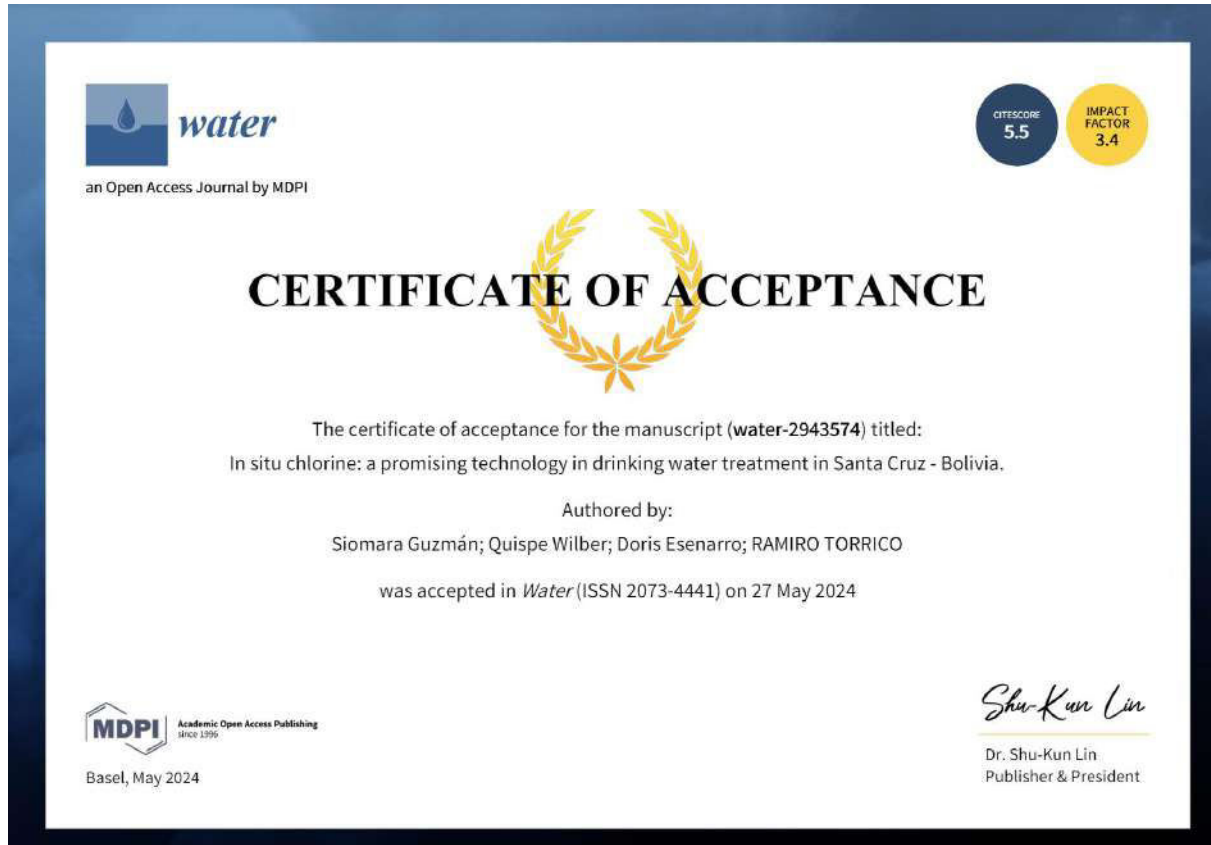 water
an Open Access Journal by MDPI
CITESCORE
5.5
IMPACT
FACTOR
3.4
CERTIFICATE OF ACCEPTANCE
The certificate of acceptance for the manuscript (water-2943574) titled:
In situ chlorine: a promising technology in drinking water treatment in Santa Cruz - Bolivia.
Authored by:
Siomara Guzmán; Quispe Wilber; Doris Esenarro; RAMIRO TORRICO
was accepted in Water (ISSN 2073-4441) on 27 May 2024
MDPI
Academic Open Access Publishing
since 1996
Basel, May 2024
Shu-Kun Lin
Dr. Shu-Kun Lin
Publisher & President